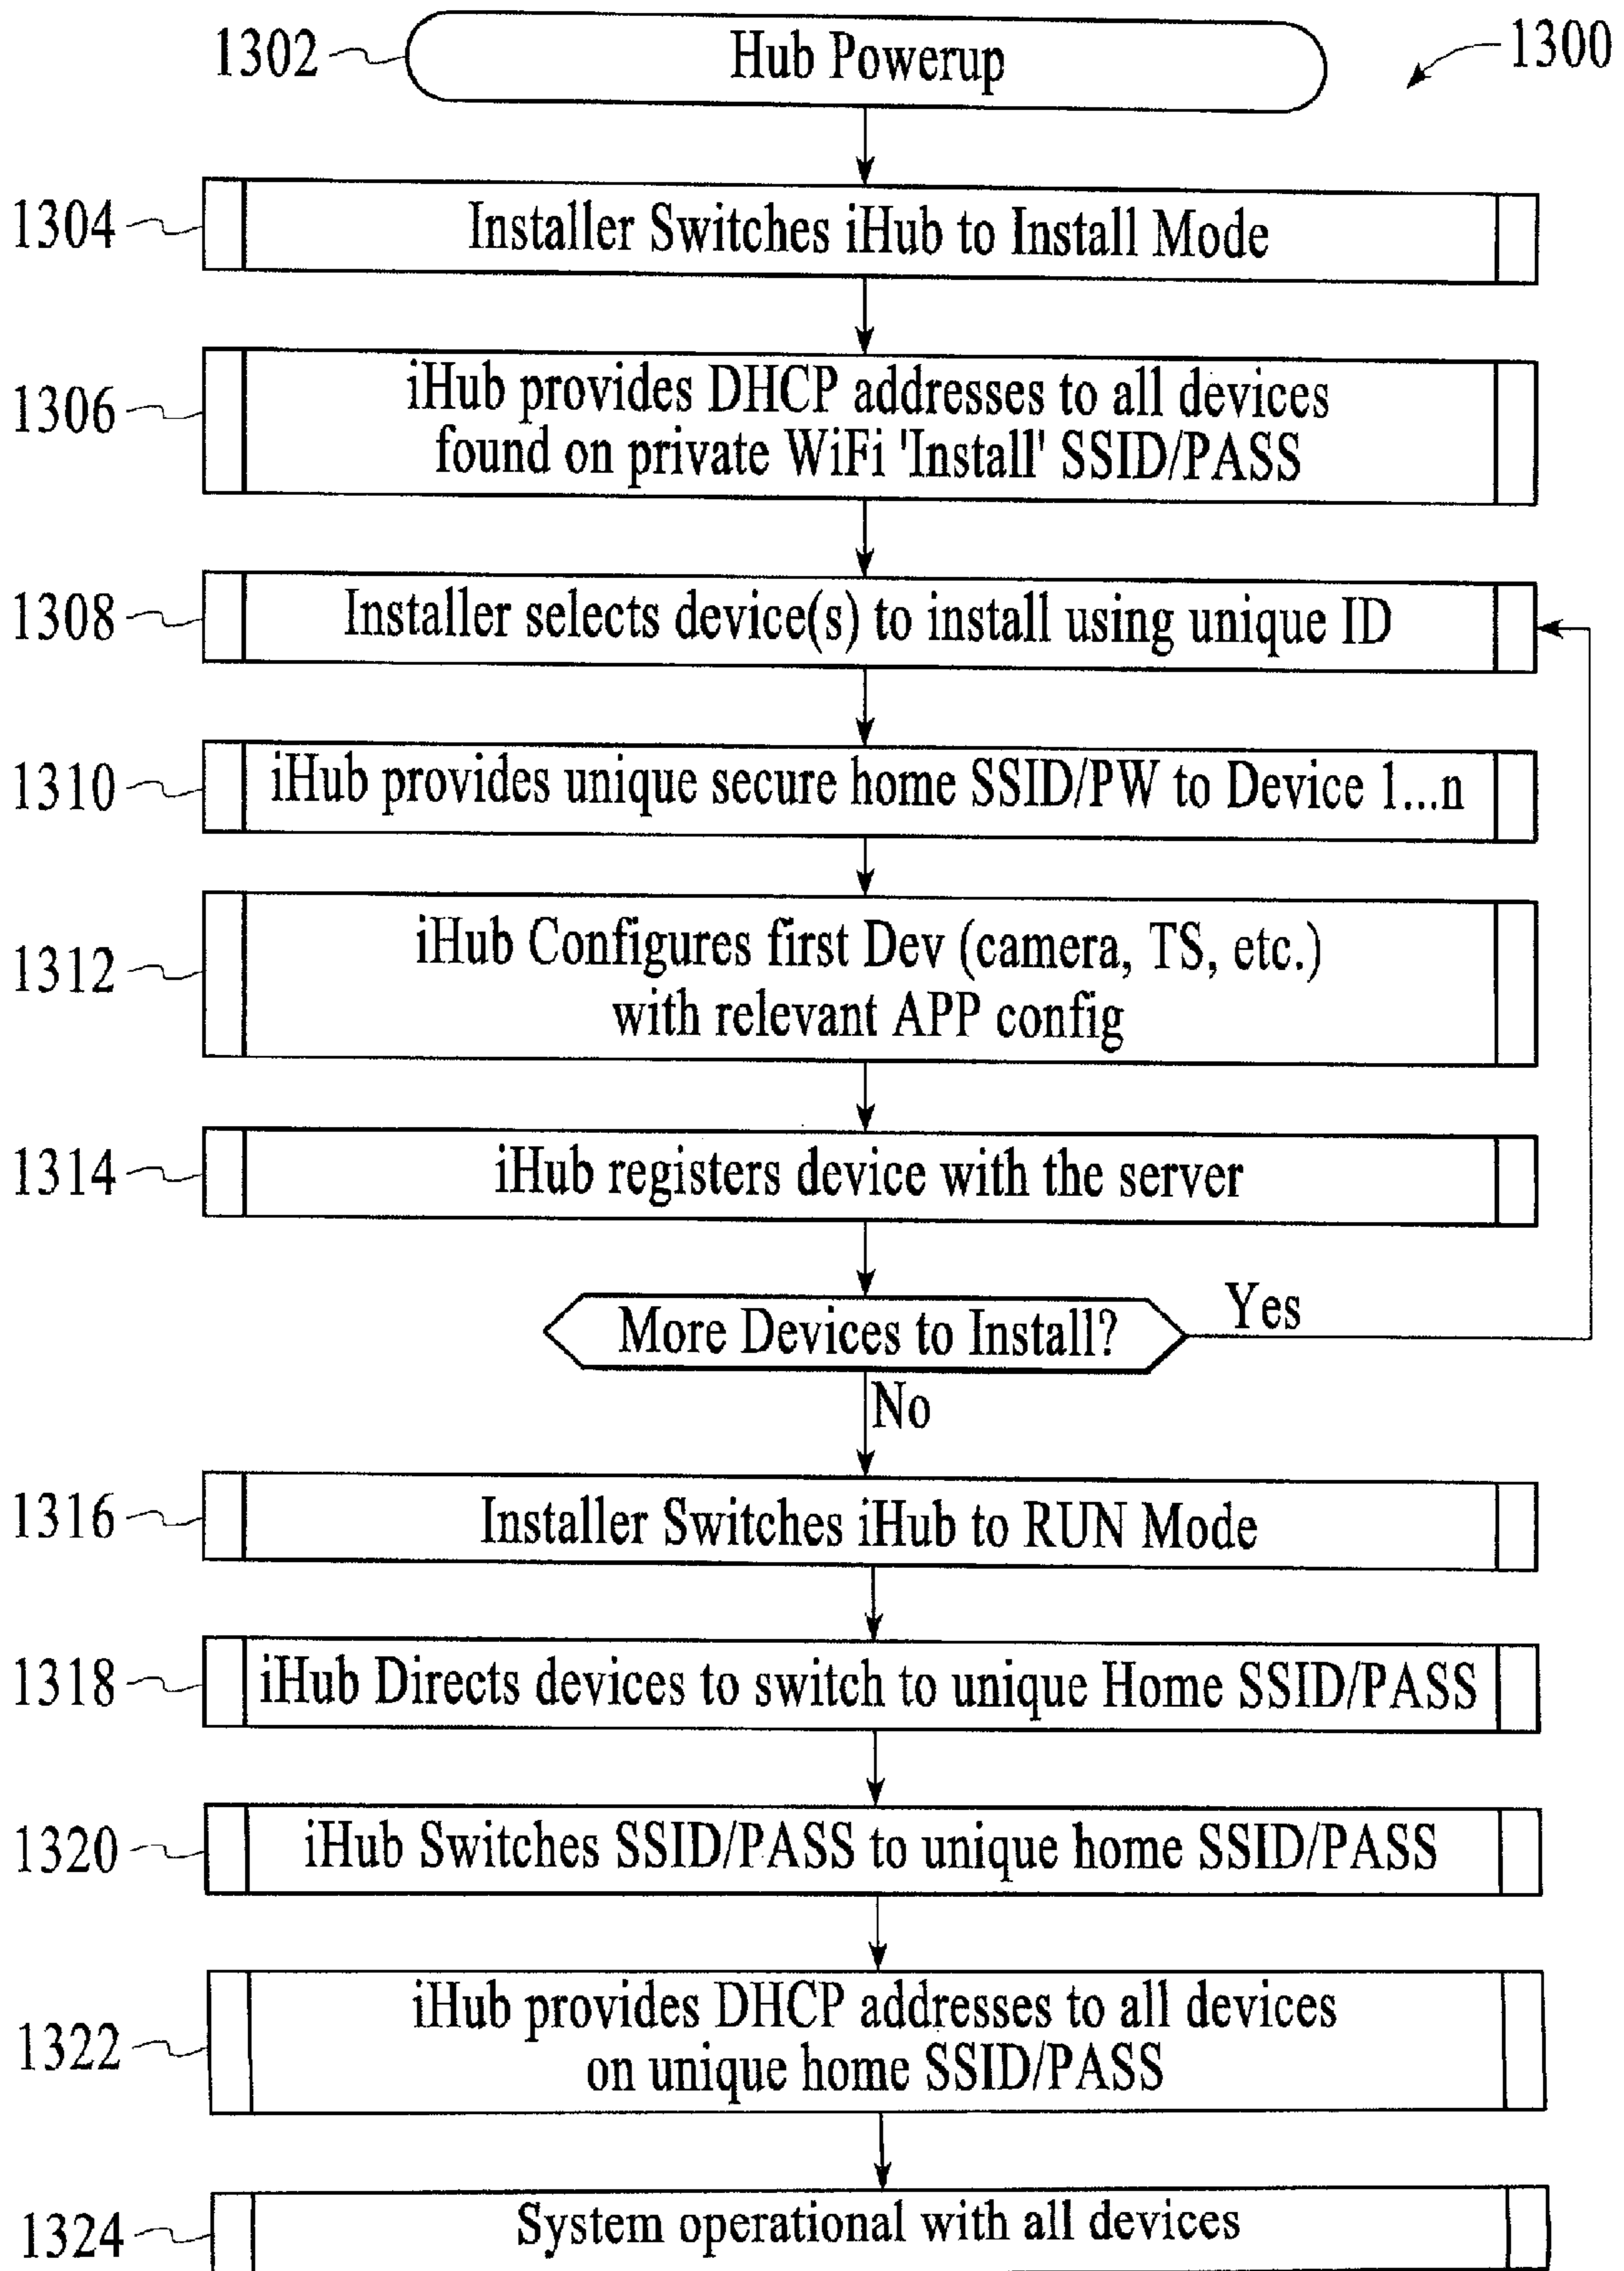 1302
Hub Powerup
1300
1304
Installer Switches iHub to Install Mode
1306
iHub provides DHCP addresses to all devices
found on private WiFi 'Install' SSID/PASS
1308
Installer selects device(s) to install using unique ID
1310
iHub provides unique secure home SSID/PW to Device 1...n
1312
iHub Configures first Dev (camera, TS, etc.)
with relevant APP config
1314
iHub registers device with the server
More Devices to Install?
Yes
No
1316
Installer Switches iHub to RUN Mode
1318
iHub Directs devices to switch to unique Home SSID/PASS
1320
iHub Switches SSID/PASS to unique home SSID/PASS
1322
iHub provides DHCP addresses to all devices
on unique home SSID/PASS
1324
System operational with all devices